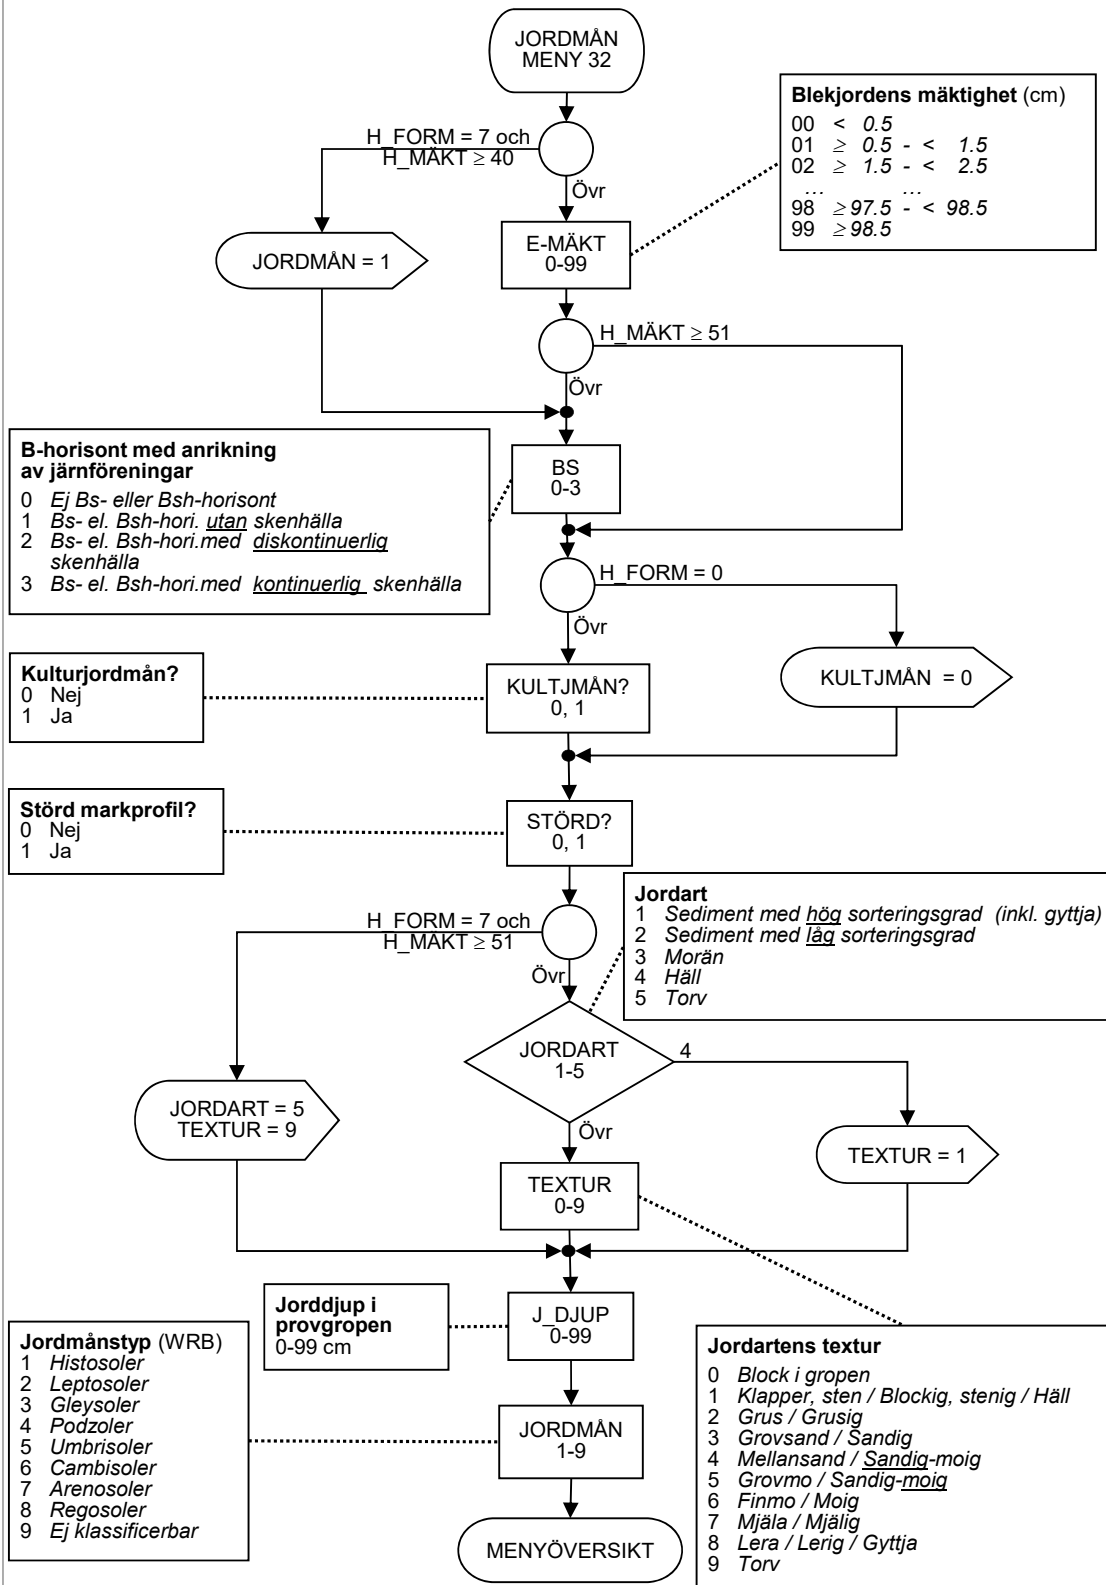 JORDMÅN
MENY 32
Blekjordens mäktighet (cm)
00 < 0.5
01 ≥ 0.5 - < 1.5
02 ≥ 1.5 - < 2.5
... ...
98 ≥ 97.5 - < 98.5
99 ≥ 98.5
H_FORM = 7 och
H_MÄKT ≥ 40
Övr
E-MÄKT
0-99
JORDMÅN = 1
H_MÄKT ≥ 51
Övr
B-horisont med anrikning
av järnföreningar
0 Ej Bs- eller Bsh-horisont
1 Bs- el. Bsh-hori. utan skenhälla
2 Bs- el. Bsh-hori.med diskontinuerlig
skenhälla
3 Bs- el. Bsh-hori.med kontinuerlig skenhälla
BS
0-3
H_FORM = 0
Övr
Kulturjordmån?
0 Nej
1 Ja
KULTJMÅN?
0, 1
KULTJMÅN = 0
Störd markprofil?
0 Nej
1 Ja
STÖRD?
0, 1
Jordart
1 Sediment med hög sorteringsgrad (inkl. gyttja)
2 Sediment med låg sorteringsgrad
3 Morän
4 Häll
5 Torv
H_FORM = 7 och
H_MÄKT ≥ 51
Övr
JORDART
1-5
4
JORDART = 5
TEXTUR = 9
Övr
TEXTUR = 1
TEXTUR
0-9
Jorddjup i
provgropen
0-99 cm
J_DJUP
0-99
Jordmånstyp (WRB)
1 Histosoler
2 Leptosoler
3 Gleysoler
4 Podzoler
5 Umbrisoler
6 Cambisoler
7 Arenosoler
8 Regosoler
9 Ej klassificerbar
JORDMÅN
1-9
Jordartens textur
0 Block i gropen
1 Klapper, sten / Blockig, stenig / Häll
2 Grus / Grusig
3 Grovsand / Sandig
4 Mellansand / Sandig-moig
5 Grovmo / Sandig-moig
6 Finmo / Moig
7 Mjäla / Mjälig
8 Lera / Lerig / Gyttja
9 Torv
MENYÖVERSIKT